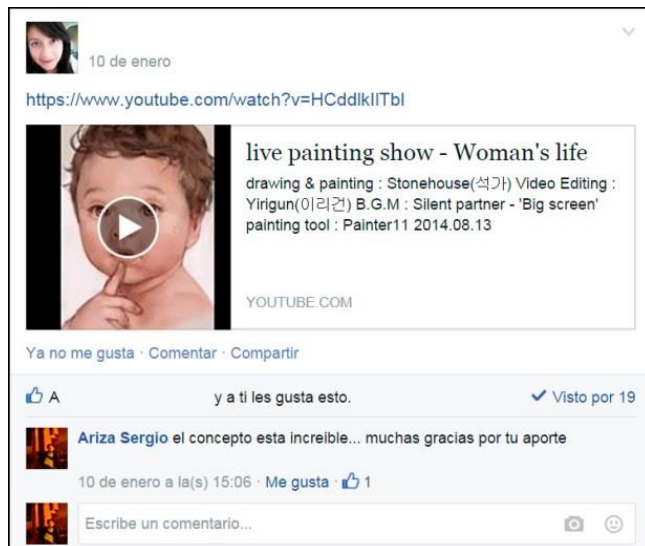 10 de enero
https://www.youtube.com/watch?v=HCddlkIITbI
live painting show - Woman's life
drawing & painting : Stonehouse(석가) Video Editing :
Yirigun(이리건) B.G.M : Silent partner - 'Big screen'
painting tool : Painter11 2014.08.13
YOUTUBE.COM
Ya no me gusta · Comentar · Compartir
A y a ti les gusta esto. Visto por 19
Ariza Sergio el concepto esta increible... muchas gracias por tu aporte
10 de enero a la(s) 15:06 · Me gusta · 1
Escribe un comentario...